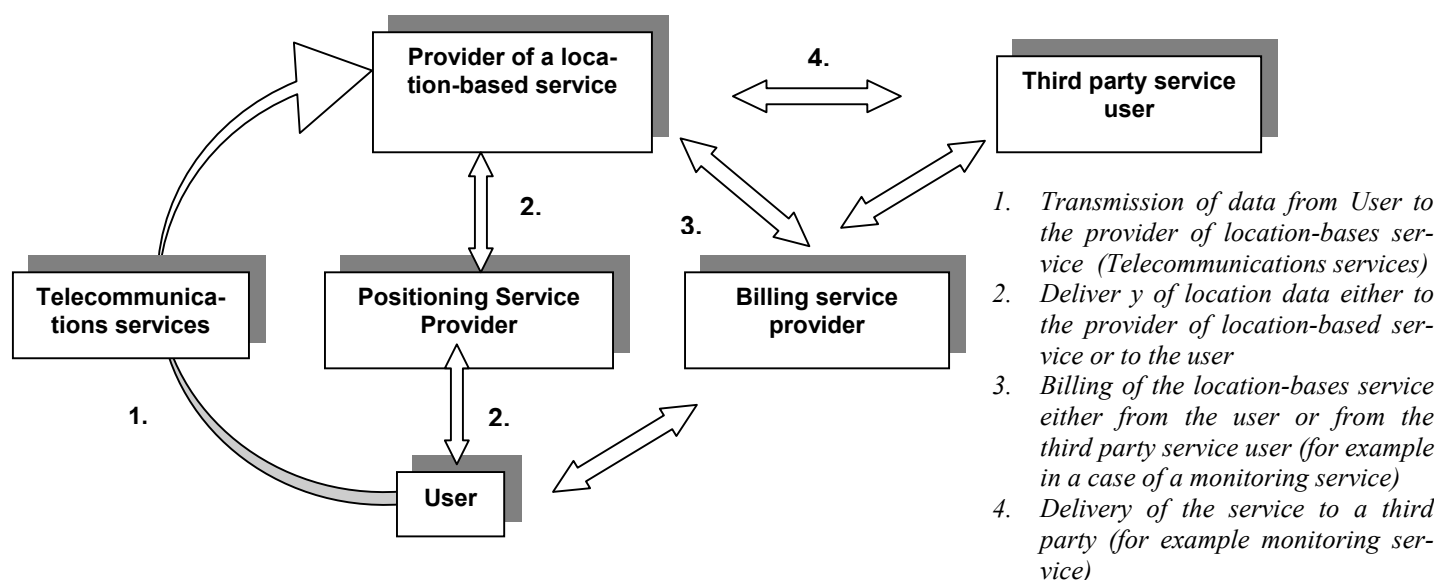 Provider of a loca-
tion-based service
4.
Third party service
user
2.
3.
Telecommunica-
tions services
Positioning Service
Provider
Billing service
provider
1.
2.
User
1. Transmission of data from User to
the provider of location-bases ser-
vice (Telecommunications services)
2. Deliver y of location data either to
the provider of location-based ser-
vice or to the user
3. Billing of the location-bases service
either from the user or from the
third party service user (for example
in a case of a monitoring service)
4. Delivery of the service to a third
party (for example monitoring ser-
vice)